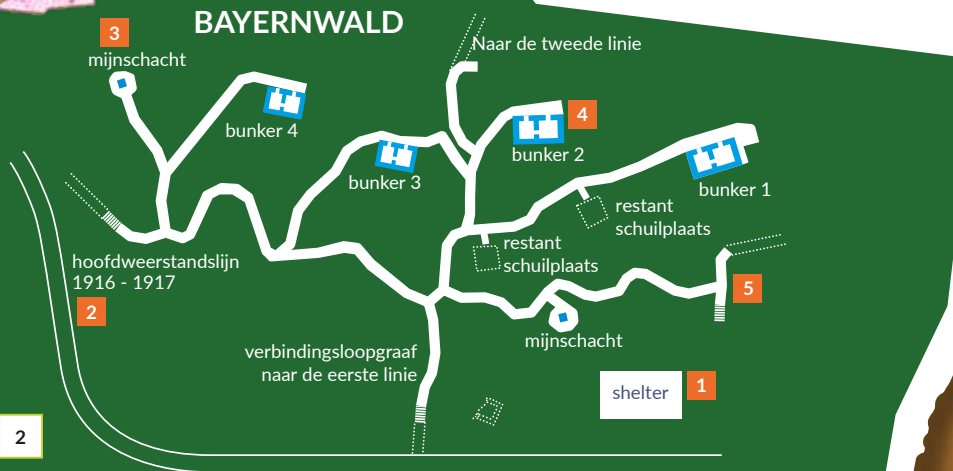 BAYERNWALD
3
mijnschacht
Naar de tweede linie
bunker 4
4
bunker 2
bunker 3
bunker 1
restant
schuilplaats
restant
schuilplaats
hoofdweerstandslijn
1916 - 1917
2
5
mijnschacht
verbindingsloopgraaf
naar de eerste linie
shelter
1
2